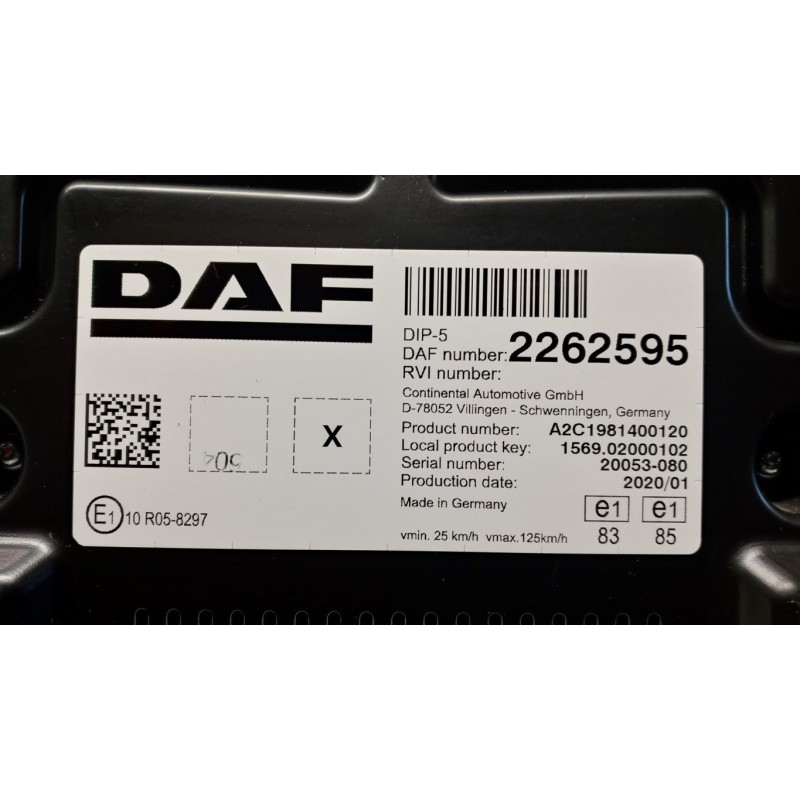 DAF
DIP-5
DAF number: 2262595
RVI number:
Continental Automotive GmbH
D-78052 Villingen - Schwenningen, Germany
Product number: A2C1981400120
Local product key: 1569.02000102
Serial number: 20053-080
Production date: 2020/01
Made in Germany e1 e1
vmin. 25 km/h vmax.125km/h 83 85
X
E1 10 R05-8297